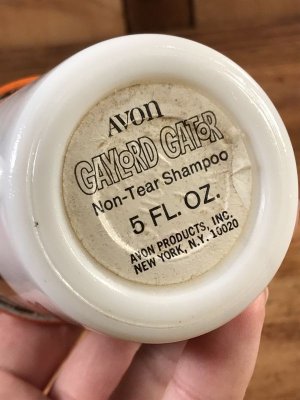 AVON
GAYLORD GATOR
Non-Tear Shampoo
5 FL. OZ.
AVON PRODUCTS, INC.
NEW YORK, N.Y. 10020